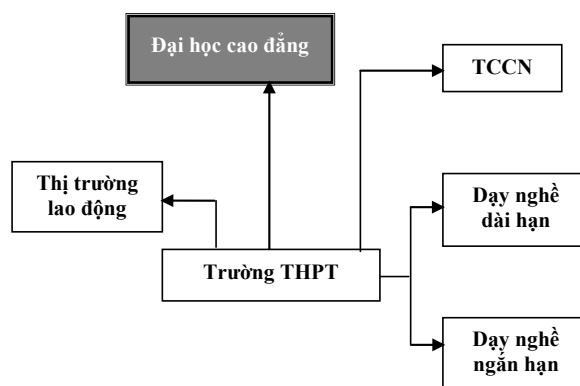 Đại học cao đẳng
TCCN
Thị trường
lao động
Dạy nghề
dài hạn
Trường THPT
Dạy nghề
ngắn hạn